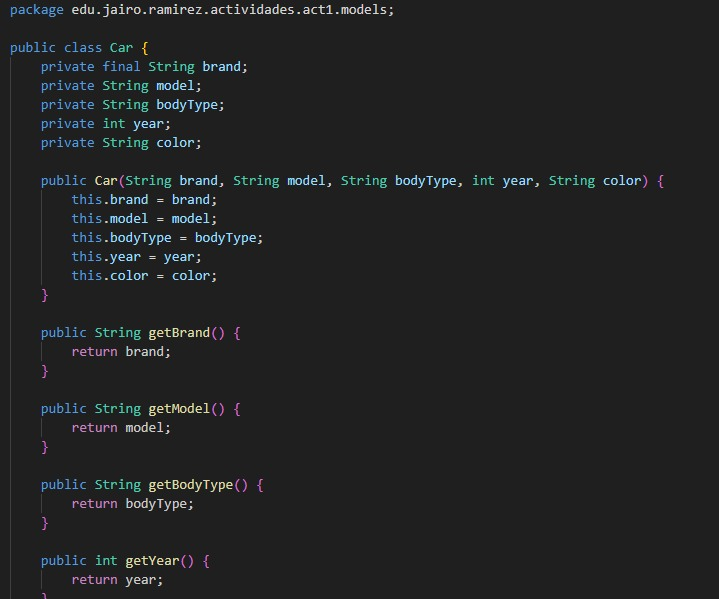 package edu.jairo.ramirez.actividades.act1.models;
public class Car {
    private final String brand;
    private String model;
    private String bodyType;
    private int year;
    private String color;
    public Car(String brand, String model, String bodyType, int year, String color) {
        this.brand = brand;
        this.model = model;
        this.bodyType = bodyType;
        this.year = year;
        this.color = color;
    }
    public String getBrand() {
        return brand;
    }
    public String getModel() {
        return model;
    }
    public String getBodyType() {
        return bodyType;
    }
    public int getYear() {
        return year;
    }